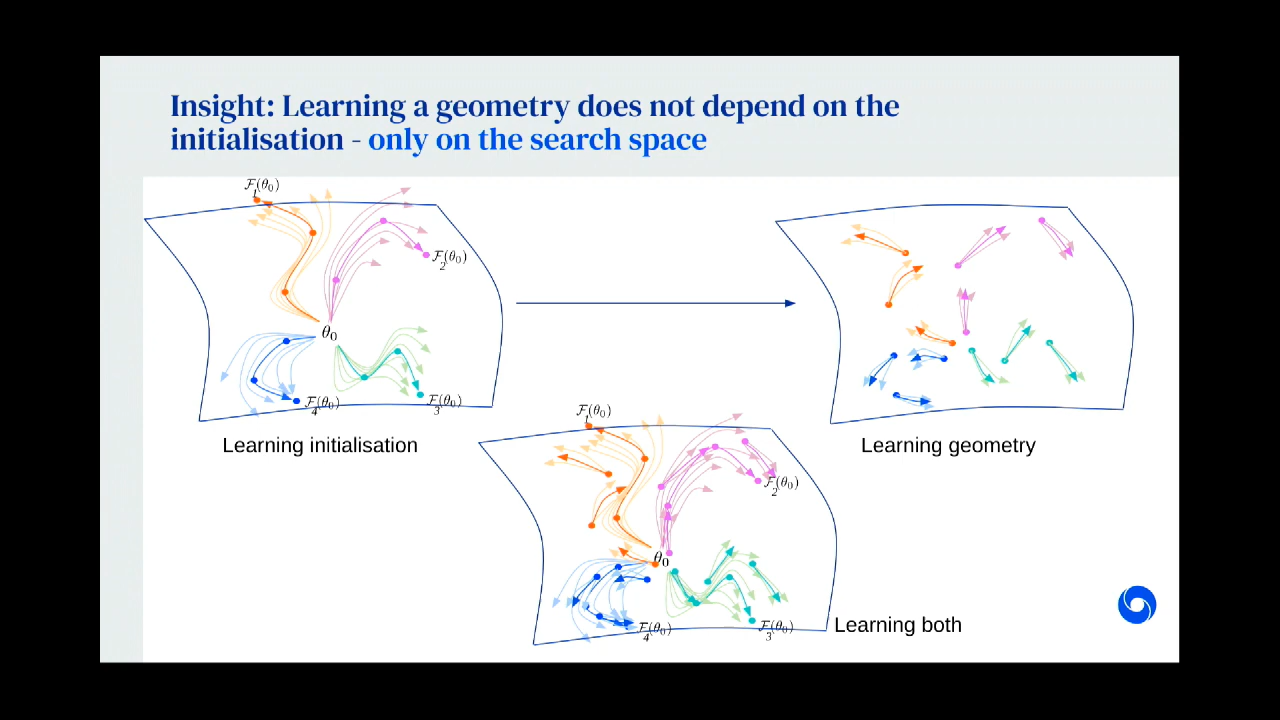 Insight: Learning a geometry does not depend on the
initialisation - only on the search space
ℱ₁(θ₀)
ℱ₂(θ₀)
θ₀
ℱ₄(θ₀)
ℱ₃(θ₀)
Learning initialisation
Learning geometry
ℱ₁(θ₀)
ℱ₂(θ₀)
θ₀
ℱ₄(θ₀)
ℱ₃(θ₀)
Learning both